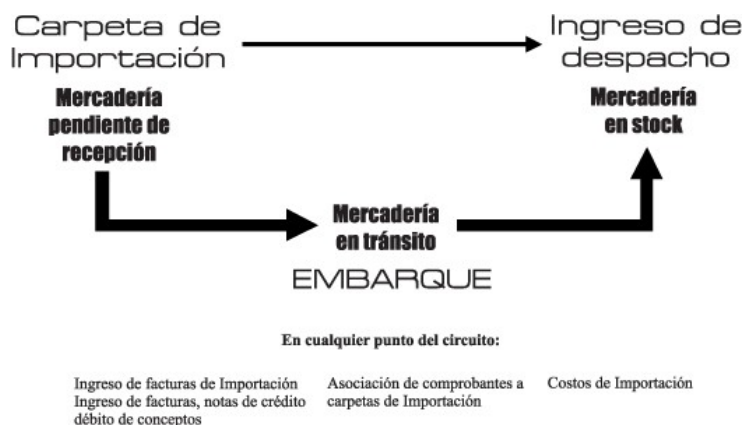 Carpeta de
Importación
Mercadería
pendiente de
recepción
Ingreso de
despacho
Mercadería
en stock
Mercadería
en tránsito
EMBARQUE
En cualquier punto del circuito:
Ingreso de facturas de Importación
Ingreso de facturas, notas de crédito
débito de conceptos
Asociación de comprobantes a
carpetas de Importación
Costos de Importación